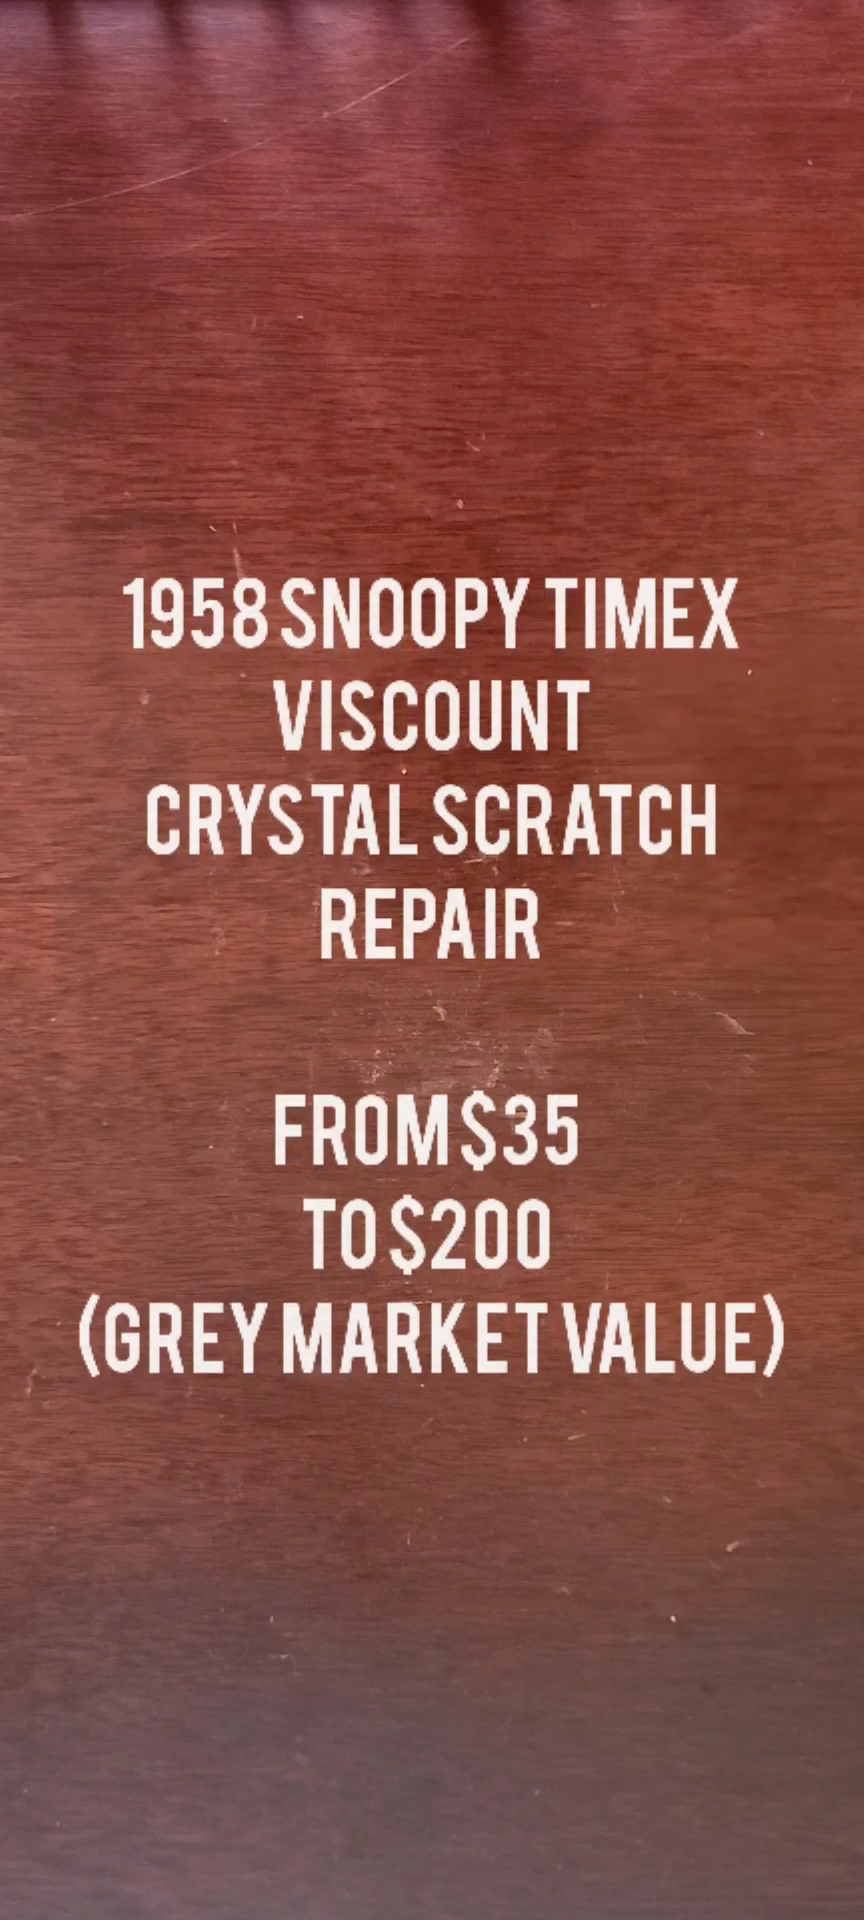 1958 SNOOPY TIMEX
VISCOUNT
CRYSTAL SCRATCH
REPAIR
FROM $35
TO $200
(GREY MARKET VALUE)